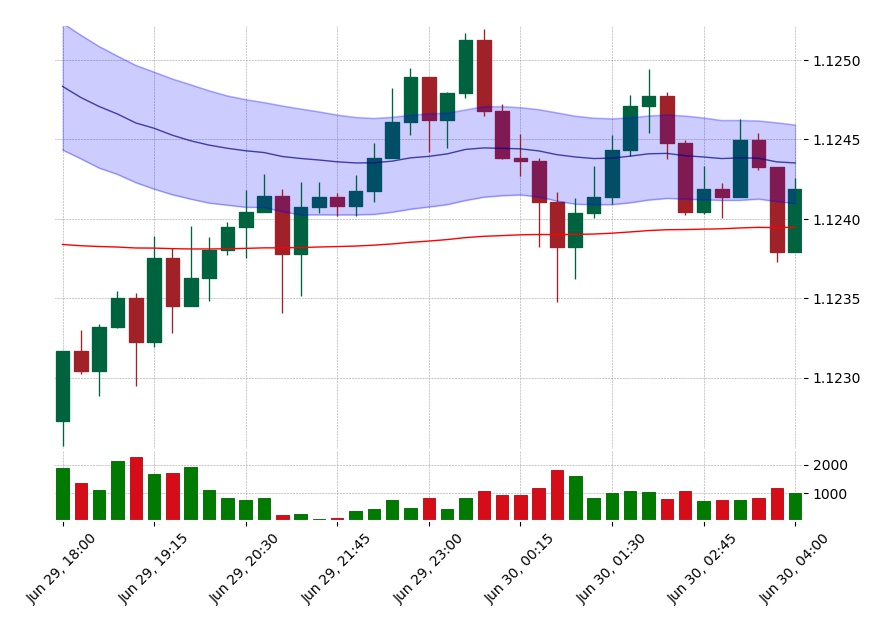 1.1250
1.1245
1.1240
1.1235
1.1230
2000
1000
Jun 29, 18:00
Jun 29, 19:15
Jun 29, 20:30
Jun 29, 21:45
Jun 29, 23:00
Jun 30, 00:15
Jun 30, 01:30
Jun 30, 02:45
Jun 30, 04:00